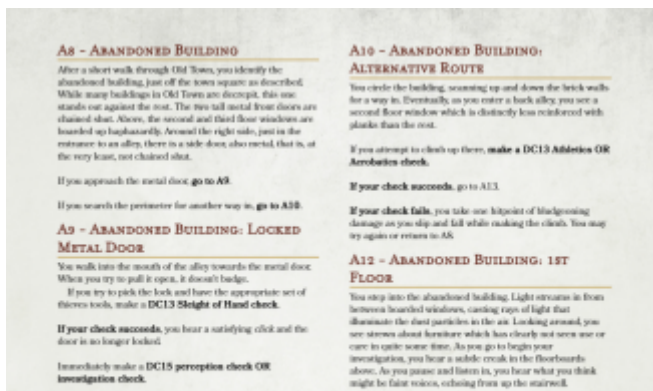 A8 - Abandoned Building
After a short walk through Old Town, you identify the
abandoned building, just off the town square as described.
While many buildings in Old Town are decrepit, this one
stands out against the rest. The two tall metal front doors are
chained shut. Above, the second and third floor windows are
boarded up haphazardly. Around the right side, just in the
entrance to an alley, there is a side door, also metal, that is, at
the very least, not chained shut.
If you approach the metal door, go to A9.
If you search the perimeter for another way in, go to A10.
A9 - Abandoned Building: Locked
Metal Door
You walk into the mouth of the alley towards the metal door.
When you try to pull it open, it doesn't budge.
If you try to pick the lock and have the appropriate set of
thieves tools, make a DC13 Sleight of Hand check.
If your check succeeds, you hear a satisfying click and the
door is no longer locked.
Immediately make a DC15 perception check OR
investigation check.
A10 - Abandoned Building:
Alternative Route
You circle the building, scanning up and down the brick walls
for a way in. Eventually, as you enter a back alley, you see a
second floor window which is distinctly less reinforced with
planks than the rest.
If you attempt to climb up there, make a DC13 Athletics OR
Acrobatics check.
If your check succeeds, go to A13.
If your check fails, you take one hitpoint of bludgeoning
damage as you slip and fall while making the climb. You may
try again or return to A8.
A12 - Abandoned Building: 1st
Floor
You step into the abandoned building. Light streams in from
between boarded windows, casting rays of light that
illuminate the dust particles in the air. Looking around, you
see strewn about furniture which has clearly not seen use or
care in quite some time. As you go to begin your
investigation, you hear a subtle creak in the floorboards
above. As you pause and listen in, you hear what you think
might be faint voices, echoing from up the stairwell.